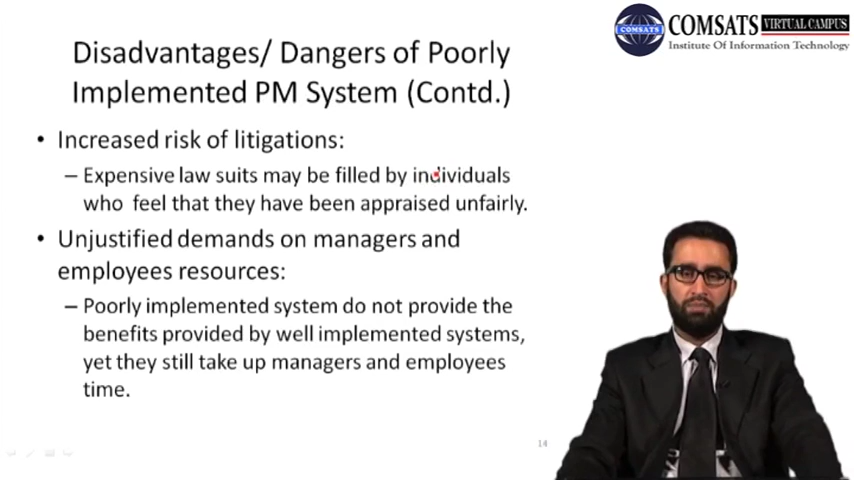 Disadvantages/ Dangers of Poorly
Implemented PM System (Contd.)
• Increased risk of litigations:
– Expensive law suits may be filled by individuals
who feel that they have been appraised unfairly.
• Unjustified demands on managers and
employees resources:
– Poorly implemented system do not provide the
benefits provided by well implemented systems,
yet they still take up managers and employees
time.
14
COMSATS
COMSATS VIRTUAL CAMPUS
Institute Of Information Technology